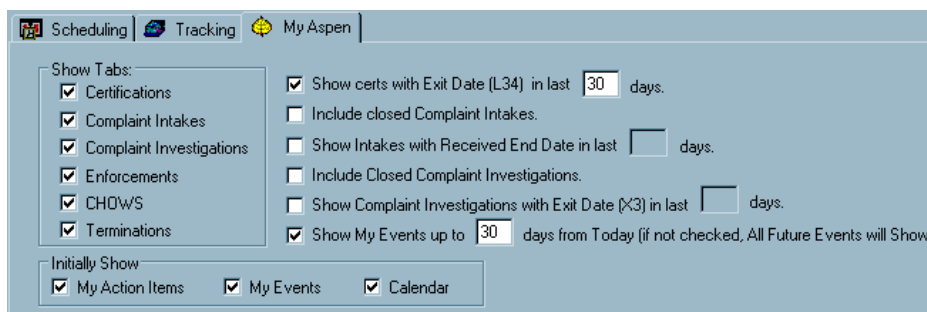 Scheduling Tracking My Aspen
Show Tabs:
Certifications
Complaint Intakes
Complaint Investigations
Enforcements
CHOWS
Terminations
Show certs with Exit Date (L34) in last 30 days.
Include closed Complaint Intakes.
Show Intakes with Received End Date in last days.
Include Closed Complaint Investigations.
Show Complaint Investigations with Exit Date (X3) in last days.
Show My Events up to 30 days from Today (if not checked, All Future Events will Show
Initially Show
My Action Items My Events Calendar